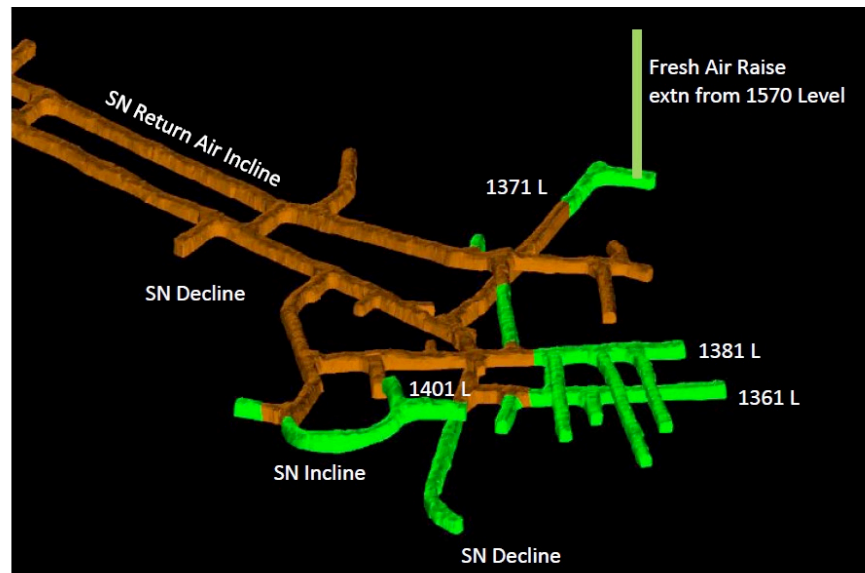 Fresh Air Raise
extn from 1570 Level
SN Return Air Incline
1371 L
SN Decline
1381 L
1401 L
1361 L
SN Incline
SN Decline